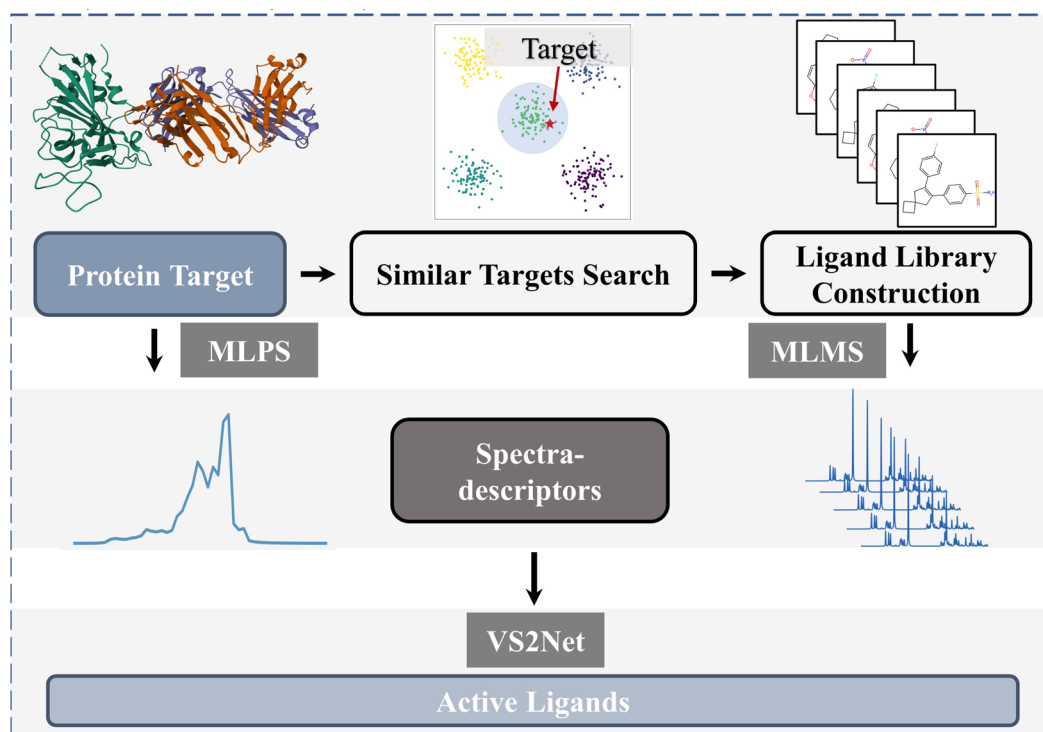 Target
Protein Target
Similar Targets Search
Ligand Library
Construction
MLPS
MLMS
Spectra-
descriptors
VS2Net
Active Ligands